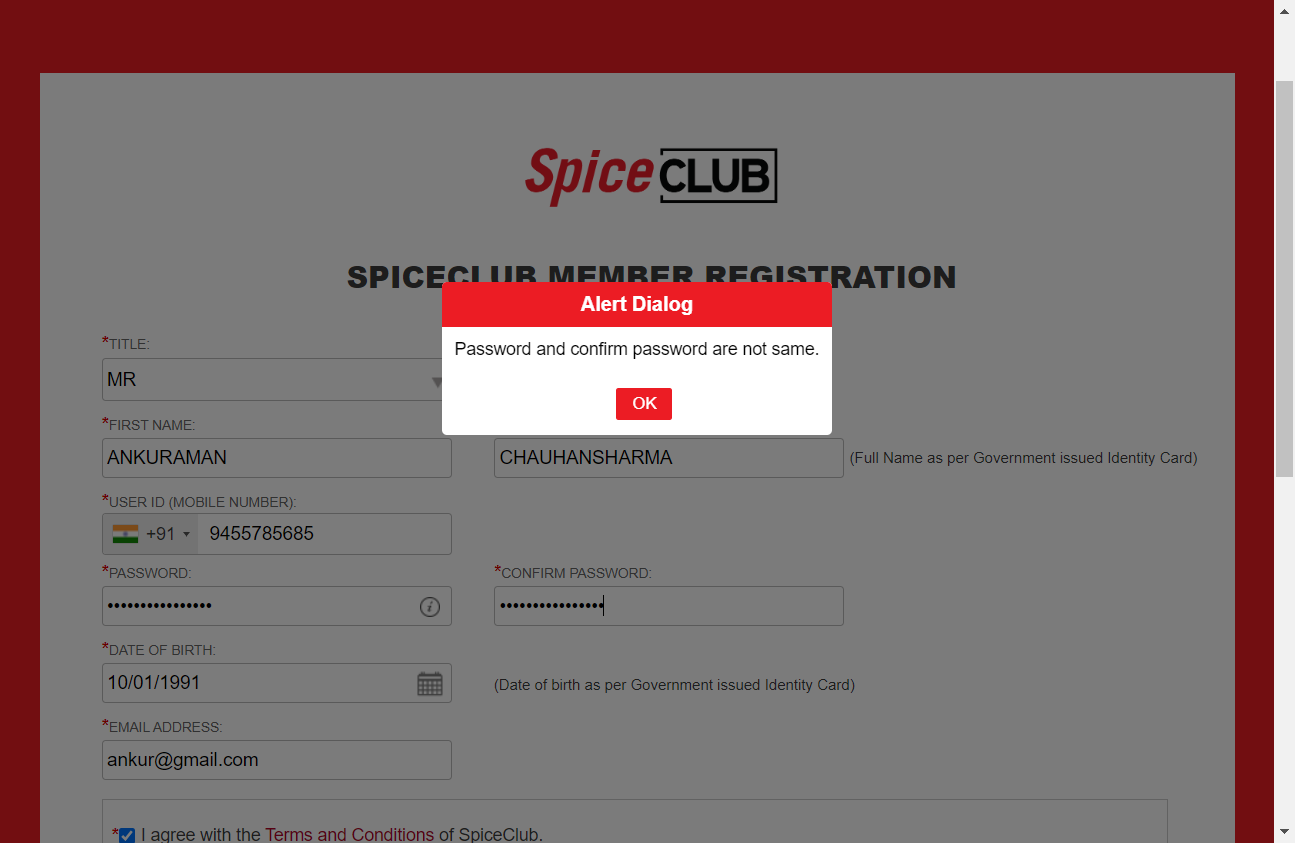 Spice CLUB
SPICECLUB MEMBER REGISTRATION
Alert Dialog
Password and confirm password are not same.
OK
*TITLE:
MR
*FIRST NAME:
ANKURAMAN
CHAUHANSHARMA
(Full Name as per Government issued Identity Card)
*USER ID (MOBILE NUMBER):
+91
9455785685
*PASSWORD:
*CONFIRM PASSWORD:
••••••••••••••••
i
••••••••••••••••
*DATE OF BIRTH:
10/01/1991
(Date of birth as per Government issued Identity Card)
*EMAIL ADDRESS:
ankur@gmail.com
*I agree with the Terms and Conditions of SpiceClub.